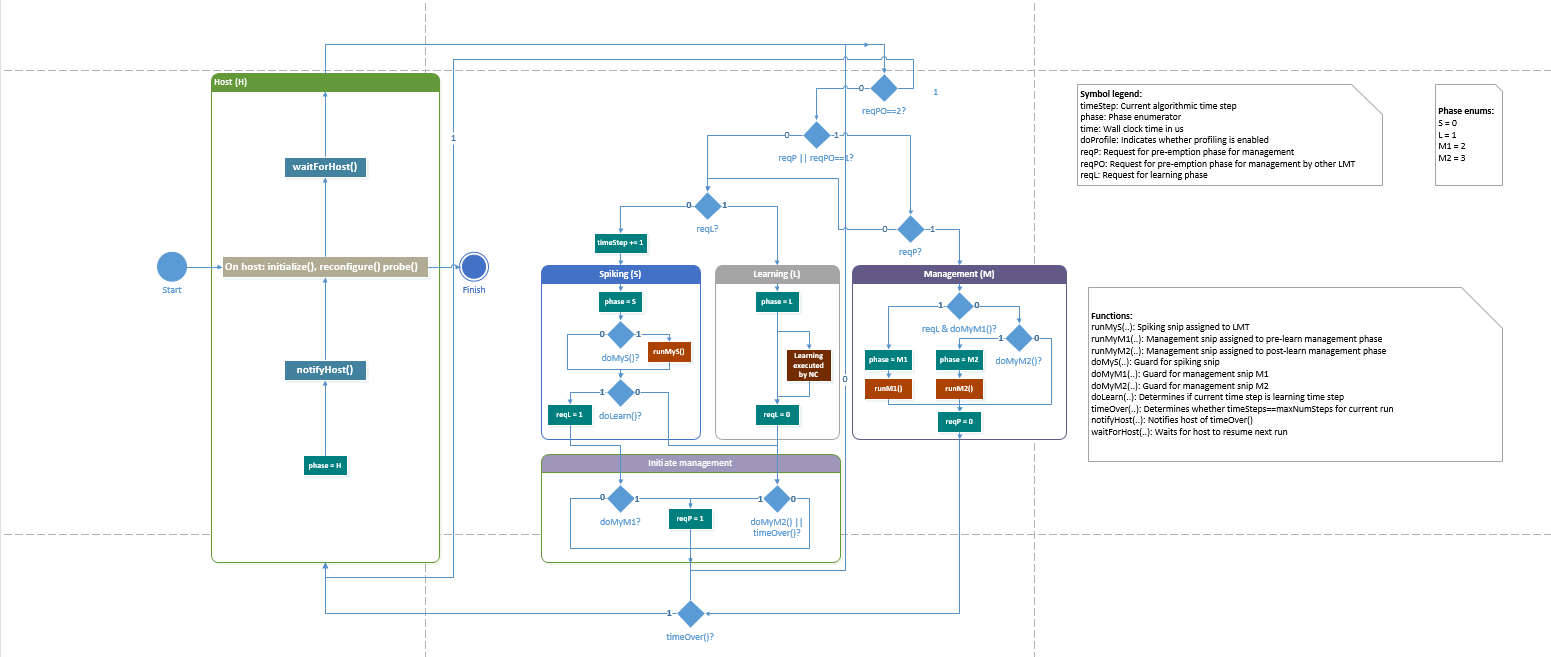 Host (H)
waitForHost()
On host: initialize(), reconfigure() probe()
Start
Finish
notifyHost()
phase = H
1
0
1
reqPO==2?
0
1
reqP || reqPO==1?
0
1
reqL?
0
1
reqP?
timeStep += 1
Spiking (S)
phase = S
0
1
doMyS()?
runMyS()
1
0
doLearn()?
reqL = 1
Learning (L)
phase = L
Learning
executed
by NC
reqL = 0
0
Management (M)
1
0
reqL & doMyM1()?
1
0
doMyM2()?
phase = M1
phase = M2
runM1()
runM2()
reqP = 0
Initiate management
0
1
doMyM1?
reqP = 1
1
0
doMyM2() ||
timeOver()?
1
timeOver()?
Symbol legend:
timeStep: Current algorithmic time step
phase: Phase enumerator
time: Wall clock time in us
doProfile: Indicates whether profiling is enabled
reqP: Request for pre-emption phase for management
reqPO: Request for pre-emption phase for management by other LMT
reqL: Request for learning phase
Phase enums:
S = 0
L = 1
M1 = 2
M2 = 3
Functions:
runMyS(..): Spiking snip assigned to LMT
runMyM1(..): Management snip assigned to pre-learn management phase
runMyM2(..): Management snip assigned to post-learn management phase
doMyS(..): Guard for spiking snip
doMyM1(..): Guard for management snip M1
doMyM2(..): Guard for management snip M2
doLearn(..): Determines if current time step is learning time step
timeOver(..): Determines whether timeSteps==maxNumSteps for current run
notifyHost(..): Notifies host of timeOver()
waitForHost(..): Waits for host to resume next run